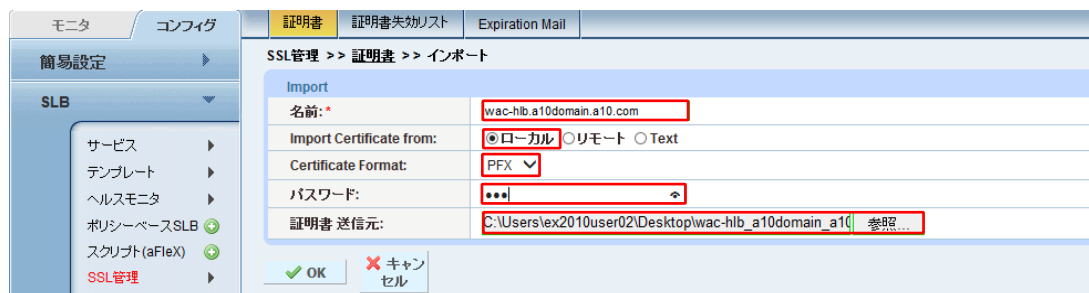 モニタ
コンフィグ
証明書
証明書失効リスト
Expiration Mail
簡易設定
SLB
サービス
テンプレート
ヘルスモニタ
ポリシーベースSLB
スクリプト(aFleX)
SSL管理
SSL管理 >> 証明書 >> インポート
Import
名前:*
wac-hlb.a10domain.a10.com
Import Certificate from:
ローカル リモート Text
Certificate Format:
PFX
パスワード:
●●●
証明書 送信元:
C:\Users\ex2010user02\Desktop\wac-hlb_a10domain_a10
参照...
OK
キャン
セル